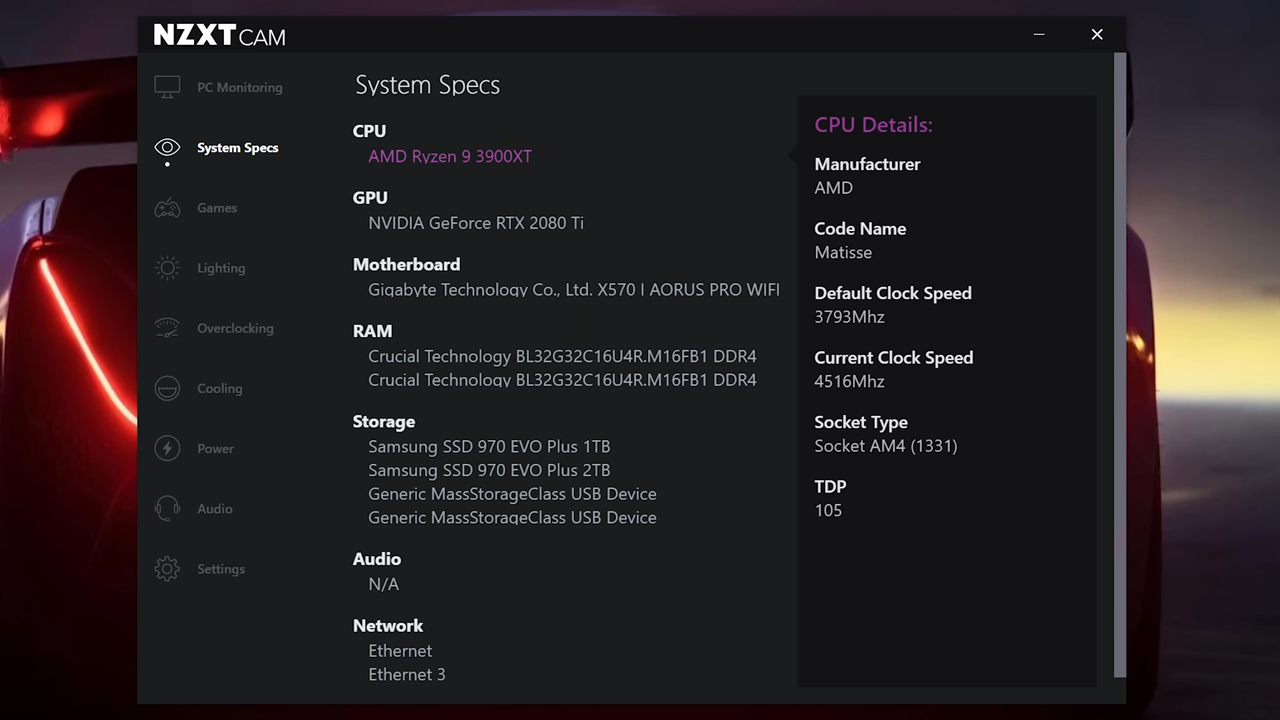 NZXT CAM
PC Monitoring
System Specs
Games
Lighting
Overclocking
Cooling
Power
Audio
Settings
System Specs
CPU
AMD Ryzen 9 3900XT
GPU
NVIDIA GeForce RTX 2080 Ti
Motherboard
Gigabyte Technology Co., Ltd. X570 I AORUS PRO WIFI
RAM
Crucial Technology BL32G32C16U4R.M16FB1 DDR4
Crucial Technology BL32G32C16U4R.M16FB1 DDR4
Storage
Samsung SSD 970 EVO Plus 1TB
Samsung SSD 970 EVO Plus 2TB
Generic MassStorageClass USB Device
Generic MassStorageClass USB Device
Audio
N/A
Network
Ethernet
Ethernet 3
CPU Details:
Manufacturer
AMD
Code Name
Matisse
Default Clock Speed
3793Mhz
Current Clock Speed
4516Mhz
Socket Type
Socket AM4 (1331)
TDP
105